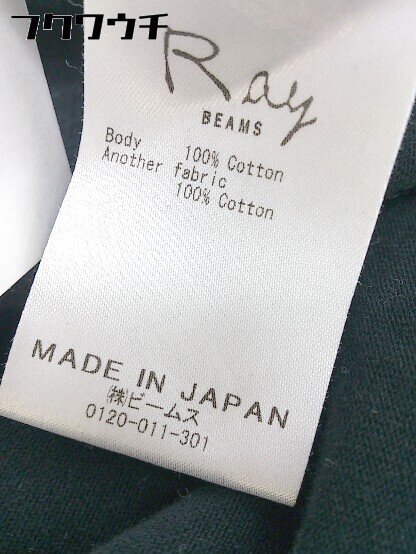 フクウウチ
Ray
BEAMS
Body 100% Cotton
Another fabric
100% Cotton
MADE IN JAPAN
㈱ビームス
0120-011-301